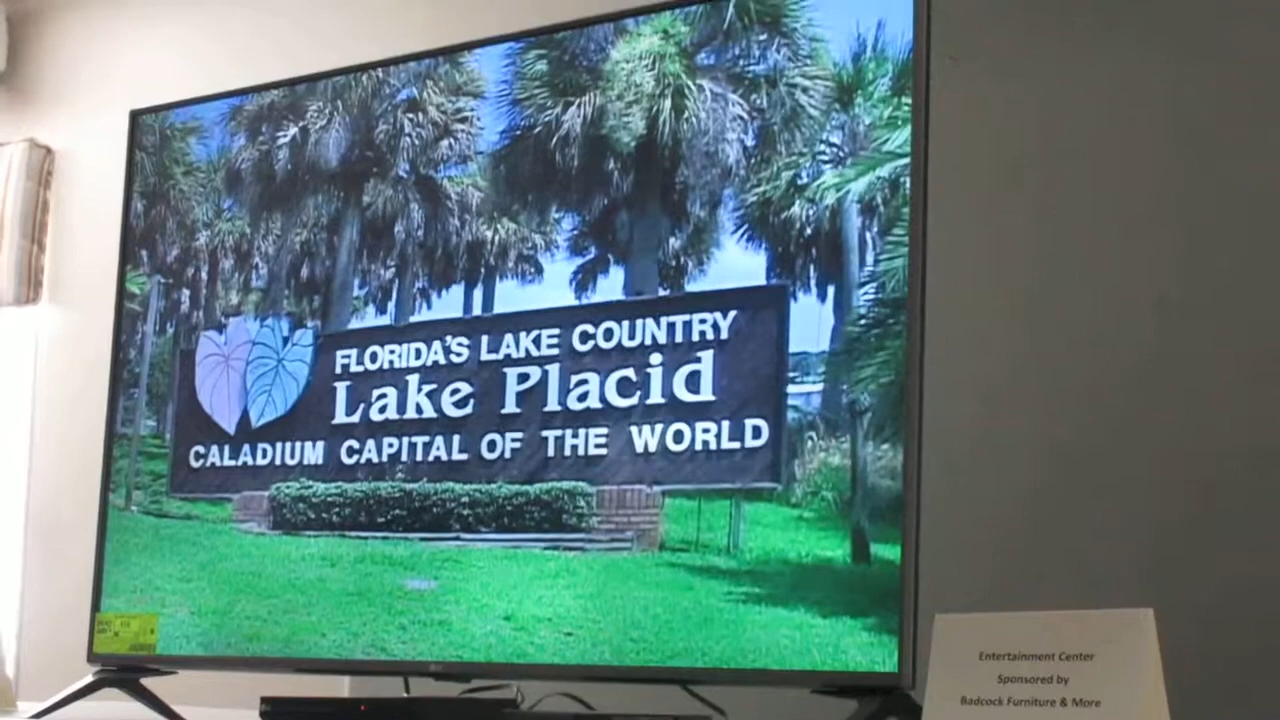 FLORIDA'S LAKE COUNTRY
Lake Placid
CALADIUM CAPITAL OF THE WORLD
Entertainment Center
Sponsored by
Badcock Furniture & More